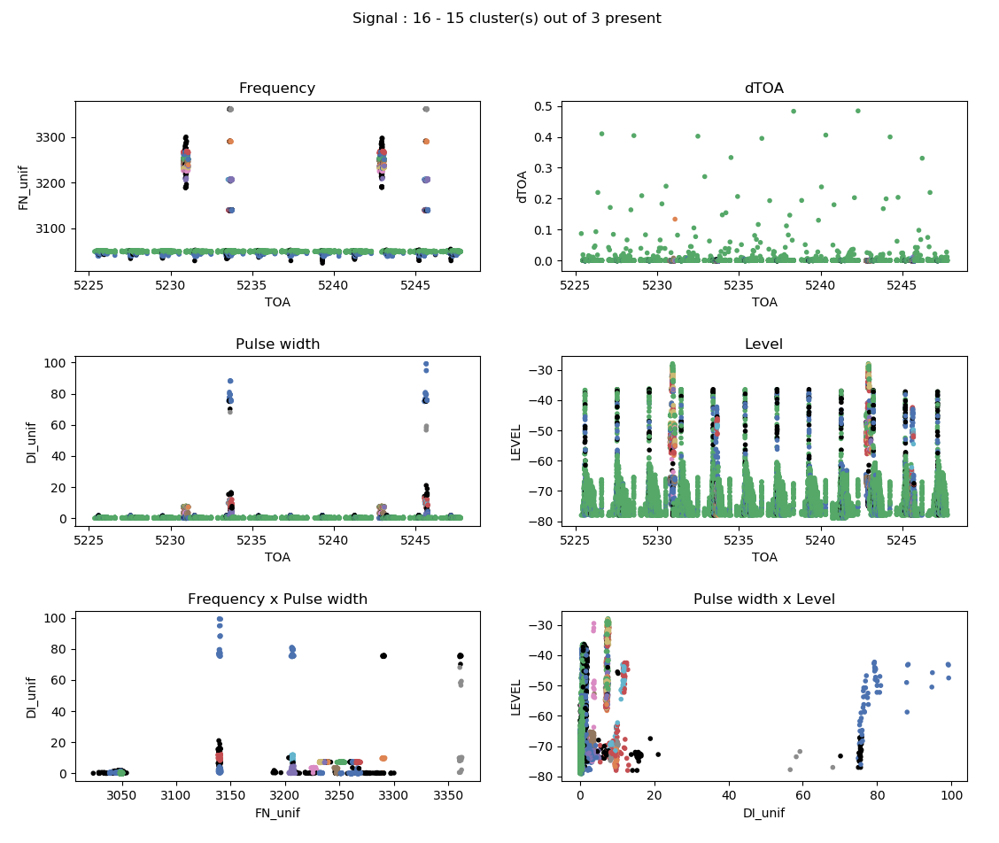 Signal : 16 - 15 cluster(s) out of 3 present
Frequency
FN_unif
3300
3200
3100
5225 5230 5235 5240 5245
TOA
dTOA
dTOA
0.5
0.4
0.3
0.2
0.1
0.0
5225 5230 5235 5240 5245
TOA
Pulse width
DI_unif
100
80
60
40
20
0
5225 5230 5235 5240 5245
TOA
Level
LEVEL
−30
−40
−50
−60
−70
−80
5225 5230 5235 5240 5245
TOA
Frequency x Pulse width
DI_unif
100
80
60
40
20
0
3050 3100 3150 3200 3250 3300 3350
FN_unif
Pulse width x Level
LEVEL
−30
−40
−50
−60
−70
−80
0 20 40 60 80 100
DI_unif